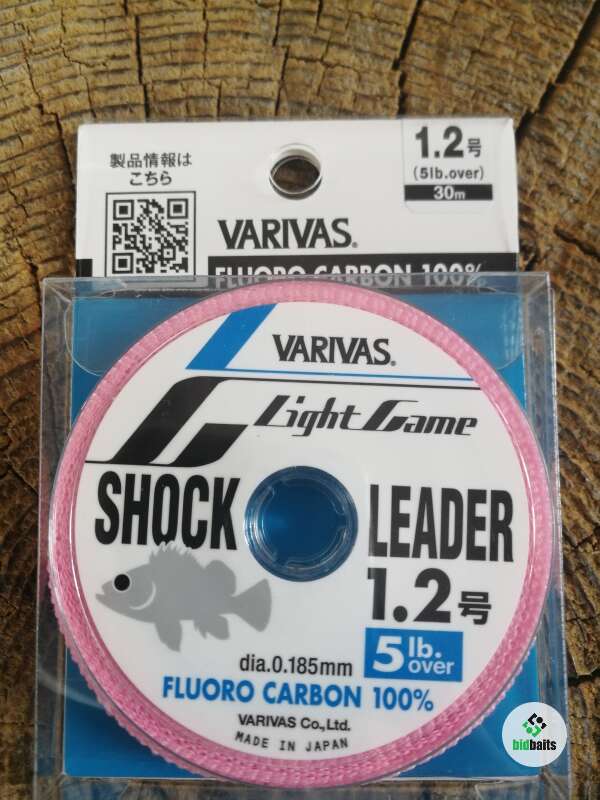 製品情報は
こちら
1.2号
(5lb.over)
30m
VARIVAS®
FLUORO CARBON 100%
VARIVAS®
Light Game
SHOCK LEADER
1.2号
5 lb. over
dia.0.185mm
FLUORO CARBON 100%
VARIVAS Co.,Ltd.
MADE IN JAPAN
bidbaits